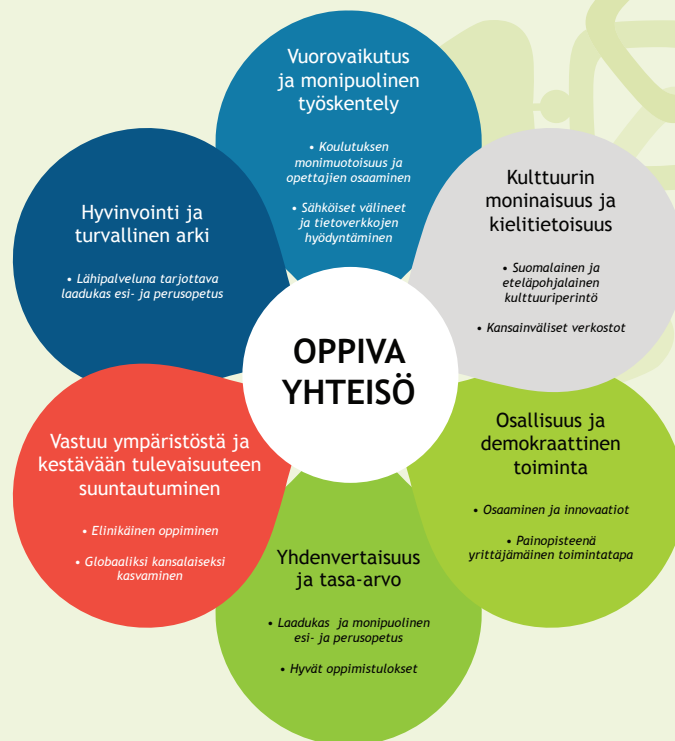 Vuorovaikutus
ja monipuolinen
työskentely
• Koulutuksen
monimuotoisuus ja
opettajien osaaminen
• Sähköiset välineet
ja tietoverkkojen
hyödyntäminen
Kulttuurin
moninaisuus ja
kielitietoisuus
• Suomalainen ja
eteläpohjalainen
kulttuuriperintö
• Kansainväliset verkostot
Osallisuus ja
demokraattinen
toiminta
• Osaaminen ja innovaatiot
• Painopisteenä
yrittäjämäinen toimintatapa
Yhdenvertaisuus
ja tasa-arvo
• Laadukas ja monipuolinen
esi- ja perusopetus
• Hyvät oppimistulokset
Vastuu ympäristöstä ja
kestävään tulevaisuuteen
suuntautuminen
• Elinikäinen oppiminen
• Globaaliksi kansalaiseksi
kasvaminen
Hyvinvointi ja
turvallinen arki
• Lähipalveluna tarjottava
laadukas esi- ja perusopetus
OPPIVA
YHTEISÖ